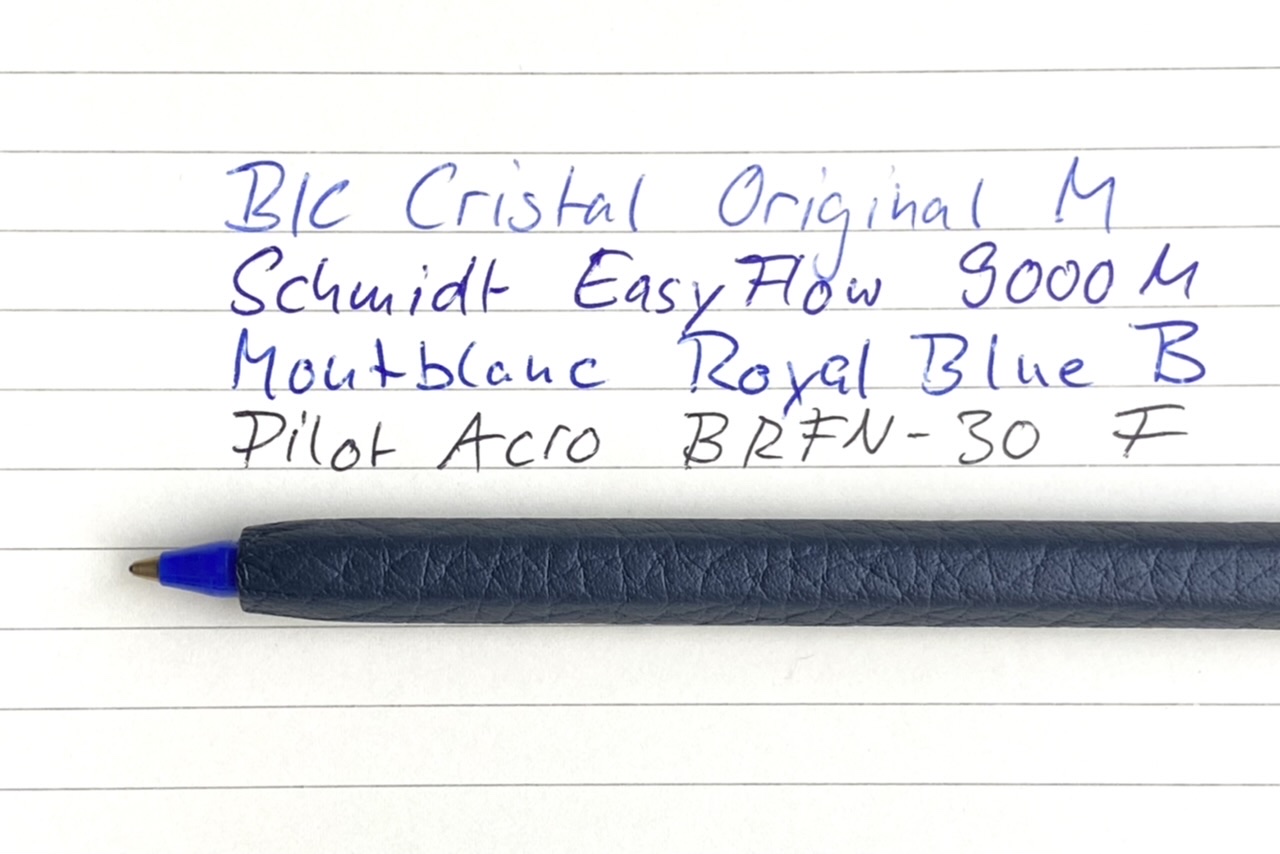 BIC Cristal Original M
Schmidt EasyFlow 9000 M
Montblanc Royal Blue B
Pilot Acro BRFN-30 F